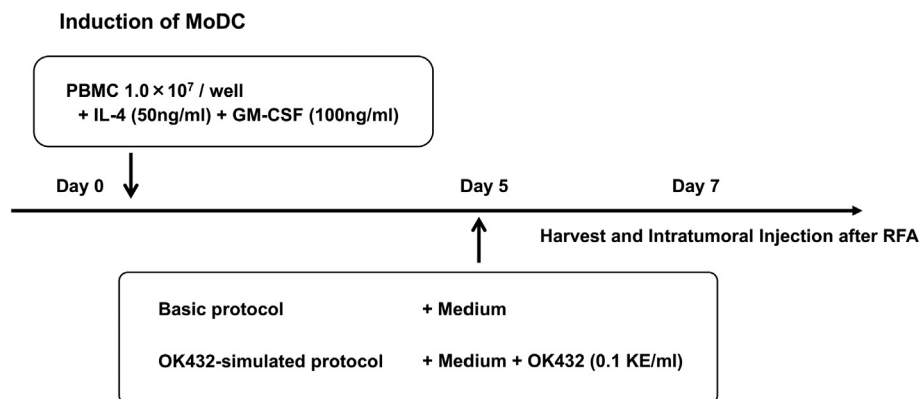 Induction of MoDC
PBMC 1.0×10⁷ / well
+ IL-4 (50ng/ml) + GM-CSF (100ng/ml)
Day 0 Day 5 Day 7
Harvest and Intratumoral Injection after RFA
Basic protocol + Medium
OK432-simulated protocol + Medium + OK432 (0.1 KE/ml)